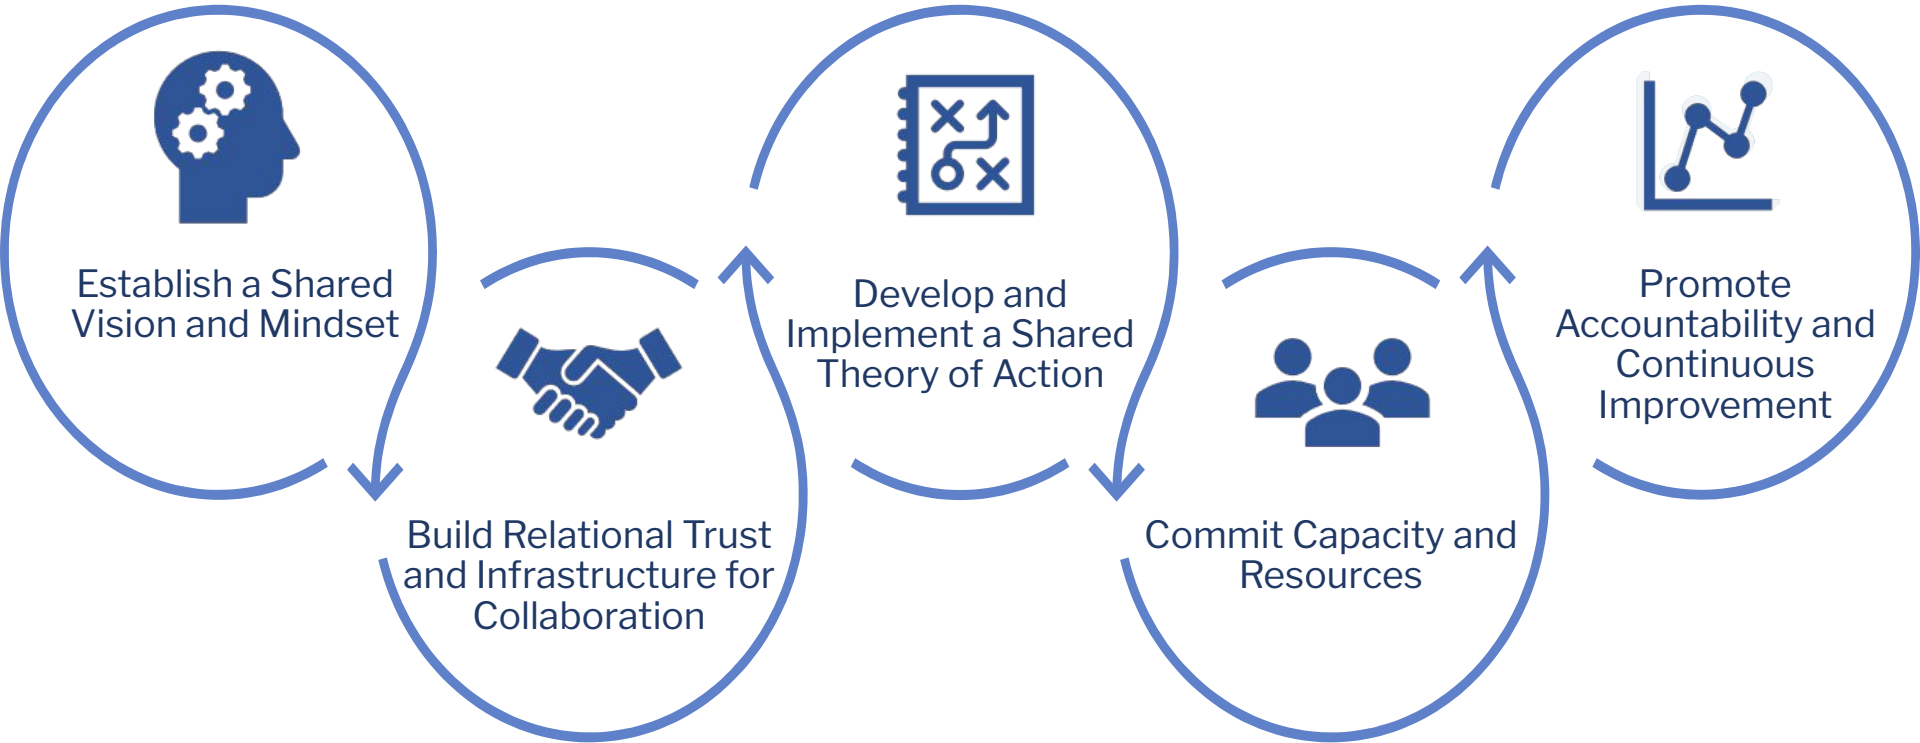 Establish a Shared
Vision and Mindset
Build Relational Trust
and Infrastructure for
Collaboration
Develop and
Implement a Shared
Theory of Action
Commit Capacity and
Resources
Promote
Accountability and
Continuous
Improvement